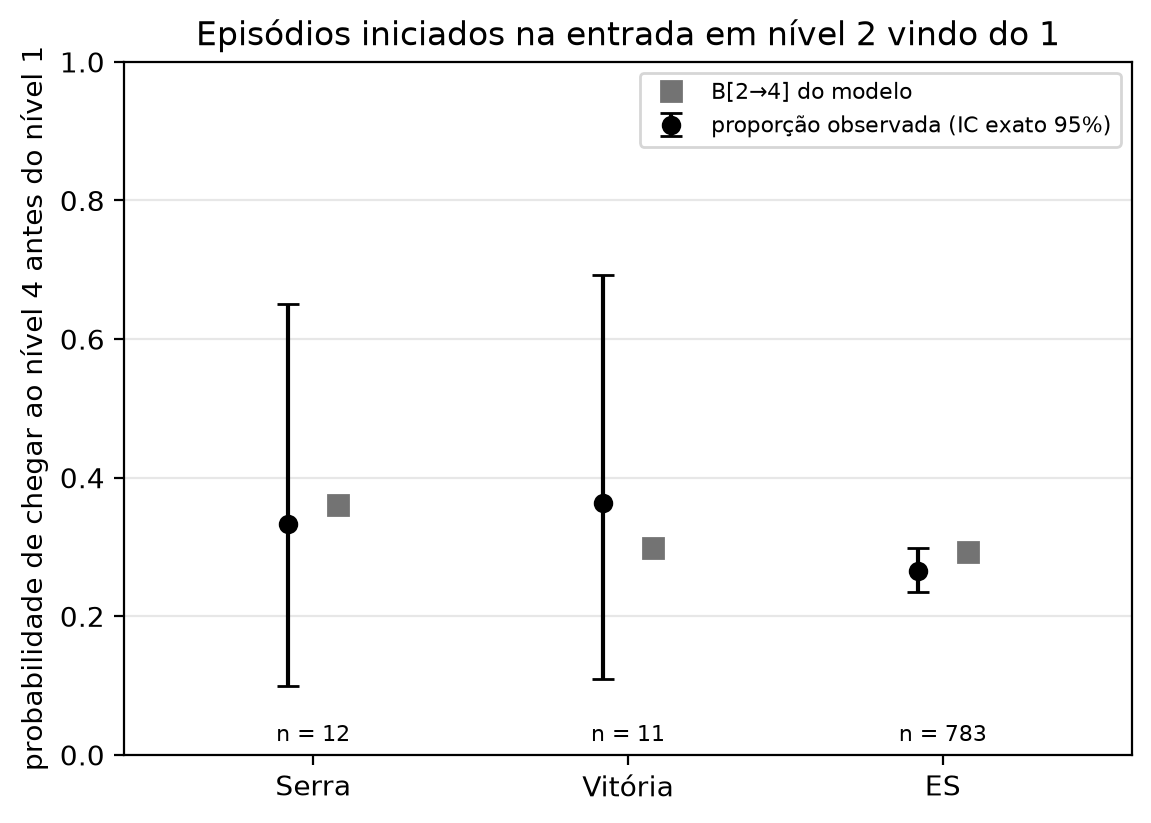 Episódios iniciados na entrada em nível 2 vindo do 1
probabilidade de chegar ao nível 4 antes do nível 1
1.0
0.8
0.6
0.4
0.2
0.0
B[2→4] do modelo
proporção observada (IC exato 95%)
n = 12
n = 11
n = 783
Serra
Vitória
ES